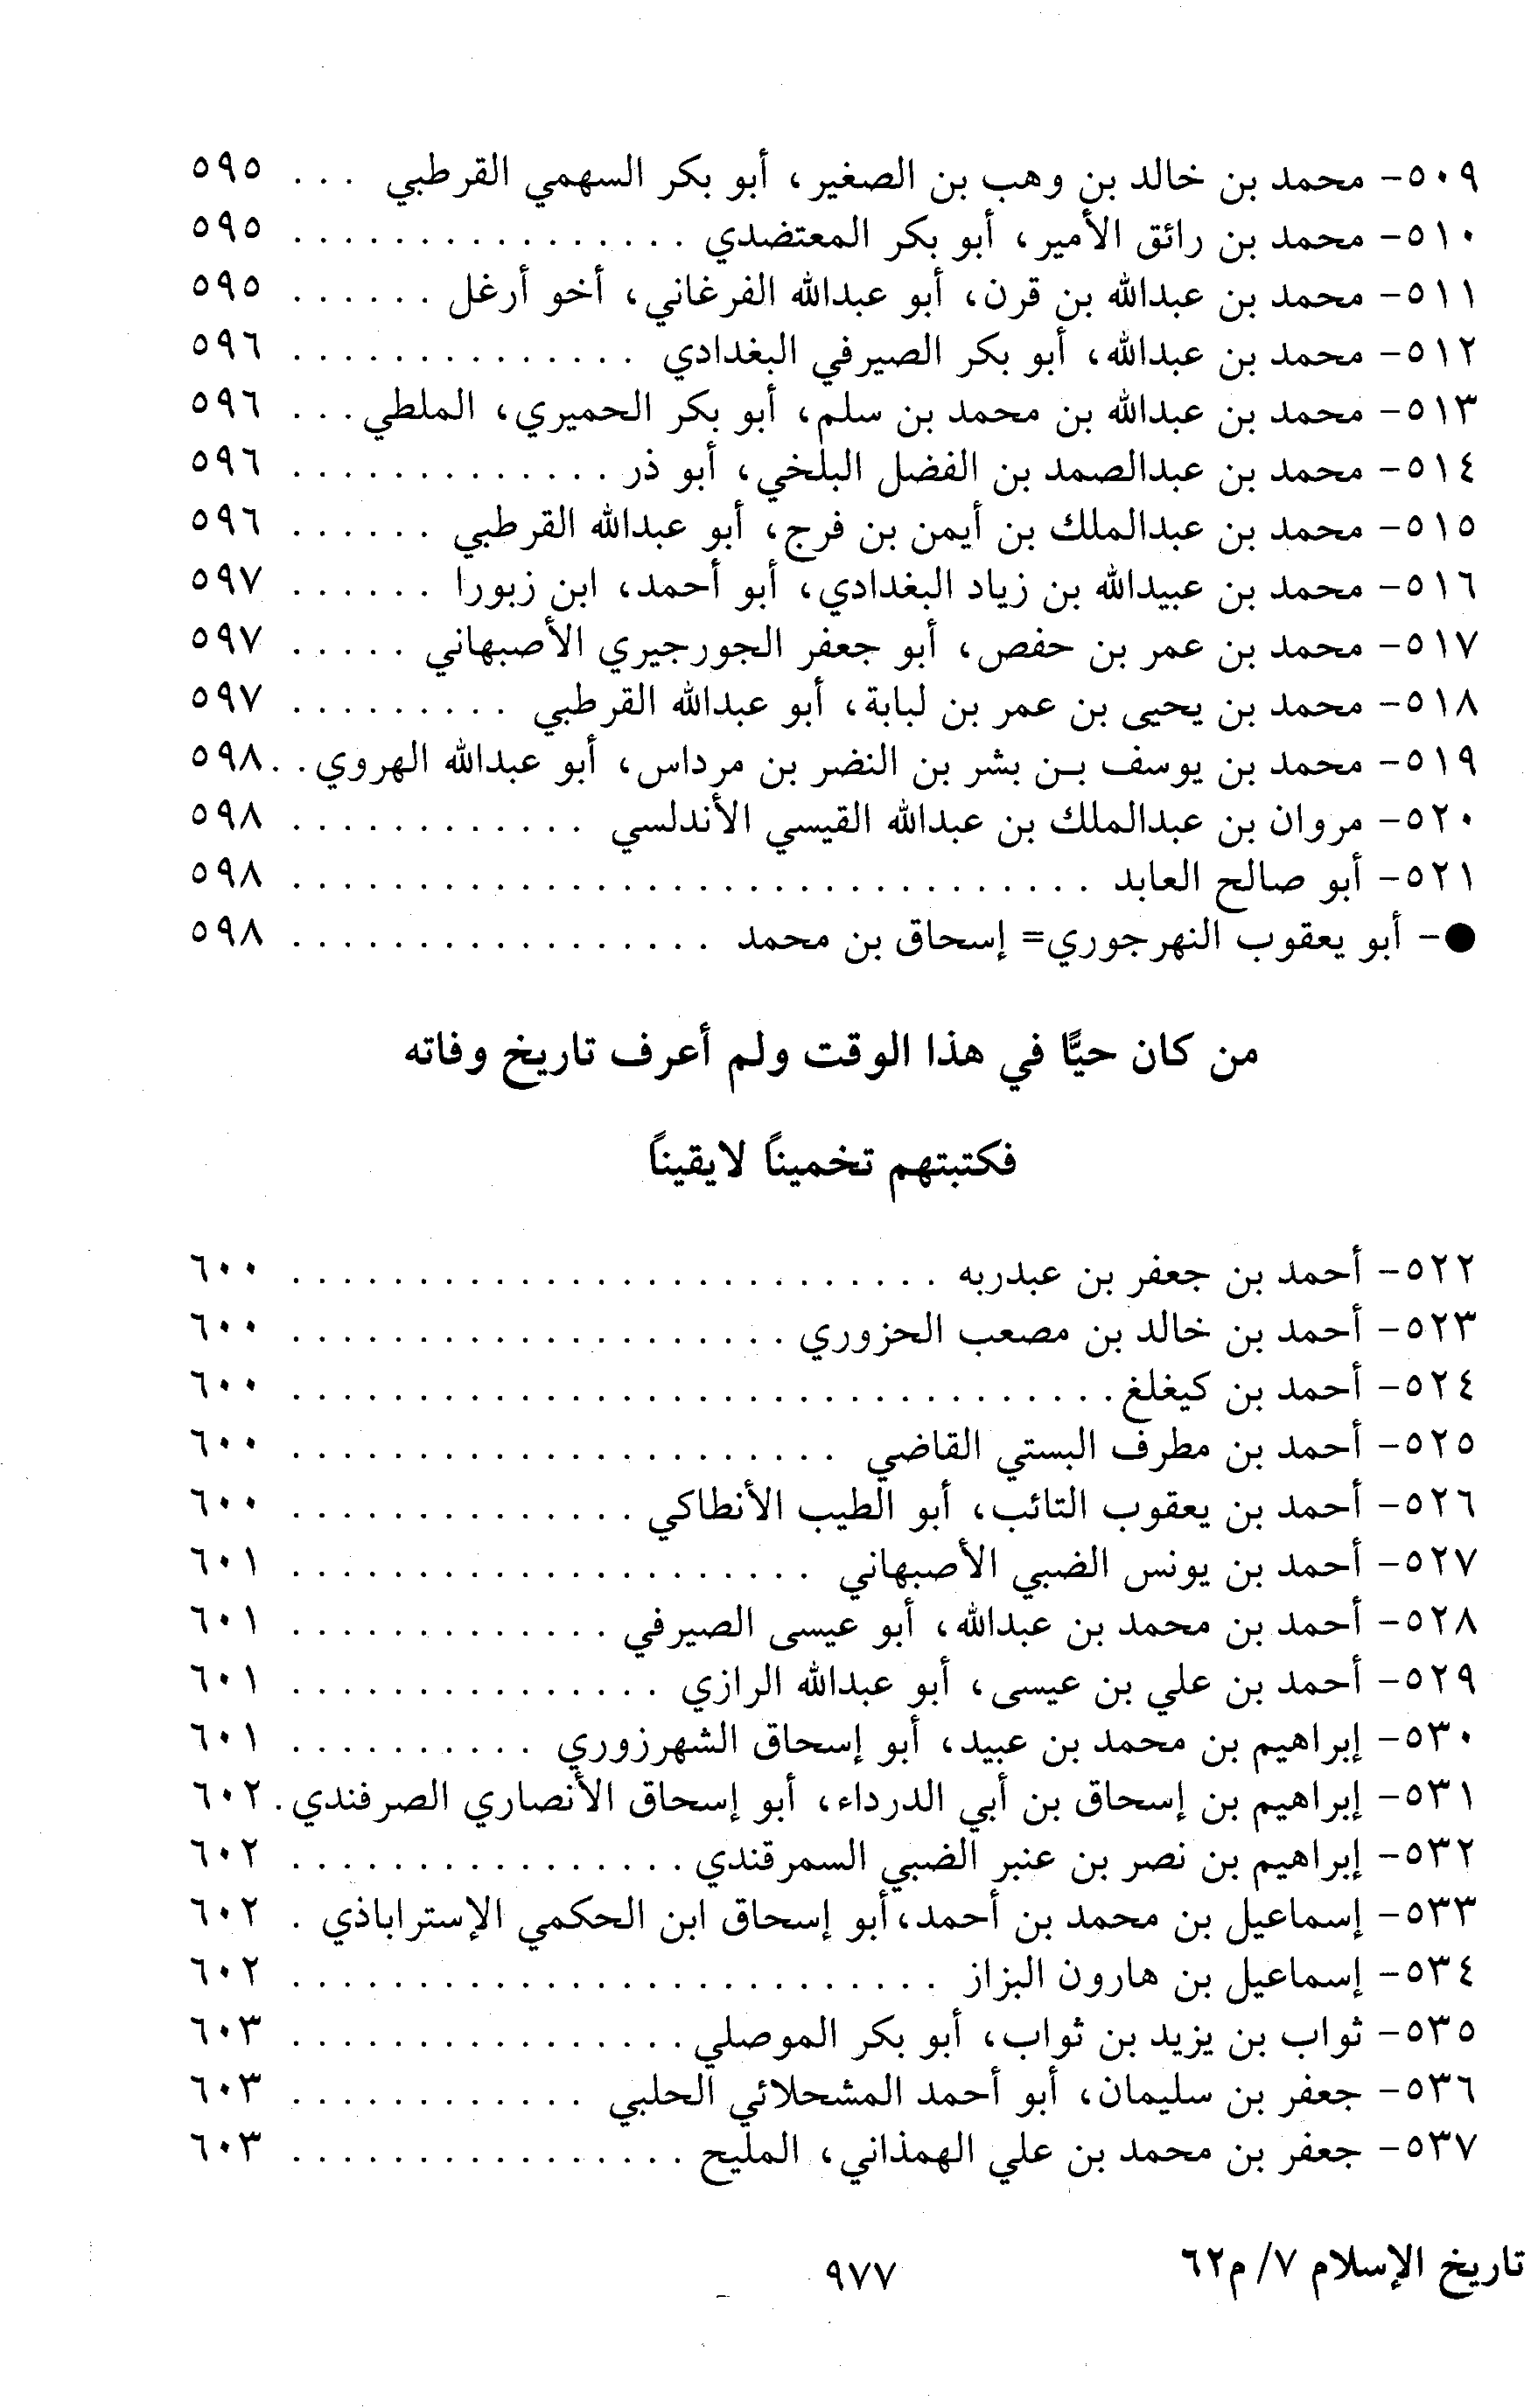 ٥٠٩- محمد بن خالد بن وهب بن الصغير، أبو بكر السهمي القرطبي . . . ٥٩٥
٥١٠- محمد بن رائق الأمير، أبو بكر المعتضدي . . . . . . . . . . . . . . . . ٥٩٥
٥١١- محمد بن عبدالله بن قرن، أبو عبدالله الفرغاني، أخو أرغل . . . . . . ٥٩٥
٥١٢- محمد بن عبدالله، أبو بكر الصيرفي البغدادي . . . . . . . . . . . . . . ٥٩٦
٥١٣- محمد بن عبدالله بن محمد بن سلم، أبو بكر الحميري، الملطي . . . ٥٩٦
٥١٤- محمد بن عبدالصمد بن الفضل البلخي، أبو ذر . . . . . . . . . . . . . ٥٩٦
٥١٥- محمد بن عبدالملك بن أيمن بن فرج، أبو عبدالله القرطبي . . . . . . ٥٩٦
٥١٦- محمد بن عبيدالله بن زياد البغدادي، أبو أحمد، ابن زبورا . . . . . . ٥٩٧
٥١٧- محمد بن عمر بن حفص، أبو جعفر الجورجيري الأصبهاني . . . . . ٥٩٧
٥١٨- محمد بن يحيى بن عمر بن لبابة، أبو عبدالله القرطبي . . . . . . . . . ٥٩٧
٥١٩- محمد بن يوسف بـن بشر بن النضر بن مرداس، أبو عبدالله الهروي . . ٥٩٨
٥٢٠- مروان بن عبدالملك بن عبدالله القيسي الأندلسي . . . . . . . . . . . . ٥٩٨
٥٢١- أبو صالح العابد . . . . . . . . . . . . . . . . . . . . . . . . . . . . . . . . ٥٩٨
●- أبو يعقوب النهرجوري= إسحاق بن محمد . . . . . . . . . . . . . . . . . ٥٩٨
من كان حيًّا في هذا الوقت ولم أعرف تاريخ وفاته
فكتبتهم تخميناً لايقيناً
٥٢٢- أحمد بن جعفر بن عبدربه . . . . . . . . . . . . . . . . . . . . . . . . . . ٦٠٠
٥٢٣- أحمد بن خالد بن مصعب الحزوري . . . . . . . . . . . . . . . . . . . . ٦٠٠
٥٢٤- أحمد بن كيغلغ . . . . . . . . . . . . . . . . . . . . . . . . . . . . . . . . . ٦٠٠
٥٢٥- أحمد بن مطرف البستي القاضي . . . . . . . . . . . . . . . . . . . . . . ٦٠٠
٥٢٦- أحمد بن يعقوب التائب، أبو الطيب الأنطاكي . . . . . . . . . . . . . . ٦٠٠
٥٢٧- أحمد بن يونس الضبي الأصبهاني . . . . . . . . . . . . . . . . . . . . . ٦٠١
٥٢٨- أحمد بن محمد بن عبدالله، أبو عيسى الصيرفي . . . . . . . . . . . . . ٦٠١
٥٢٩- أحمد بن علي بن عيسى، أبو عبدالله الرازي . . . . . . . . . . . . . . . ٦٠١
٥٣٠- إبراهيم بن محمد بن عبيد، أبو إسحاق الشهرزوري . . . . . . . . . . ٦٠١
٥٣١- إبراهيم بن إسحاق بن أبي الدرداء، أبو إسحاق الأنصاري الصرفندي . ٦٠٢
٥٣٢- إبراهيم بن نصر بن عنبر الضبي السمرقندي . . . . . . . . . . . . . . . . ٦٠٢
٥٣٣- إسماعيل بن محمد بن أحمد،أبو إسحاق ابن الحكمي الإستراباذي . ٦٠٢
٥٣٤- إسماعيل بن هارون البزاز . . . . . . . . . . . . . . . . . . . . . . . . . . ٦٠٢
٥٣٥- ثواب بن يزيد بن ثواب، أبو بكر الموصلي . . . . . . . . . . . . . . . . ٦٠٣
٥٣٦- جعفر بن سليمان، أبو أحمد المشحلائي الحلبي . . . . . . . . . . . . ٦٠٣
٥٣٧- جعفر بن محمد بن علي الهمذاني، المليح . . . . . . . . . . . . . . . . ٦٠٣
تاريخ الإسلام ٧/ م٦٢
٩٧٧